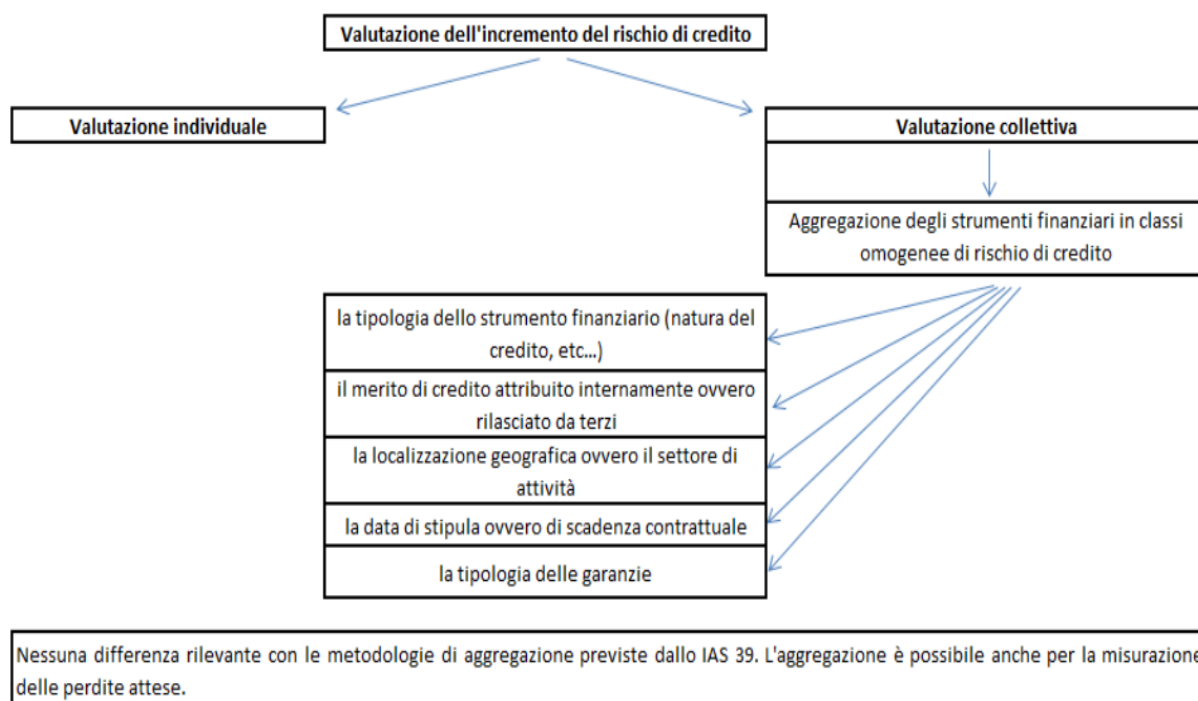 Valutazione dell'incremento del rischio di credito
Valutazione individuale
Valutazione collettiva
Aggregazione degli strumenti finanziari in classi
omogenee di rischio di credito
la tipologia dello strumento finanziario (natura del
credito, etc...)
il merito di credito attribuito internamente ovvero
rilasciato da terzi
la localizzazione geografica ovvero il settore di
attività
la data di stipula ovvero di scadenza contrattuale
la tipologia delle garanzie
Nessuna differenza rilevante con le metodologie di aggregazione previste dallo IAS 39. L'aggregazione è possibile anche per la misurazione
delle perdite attese.